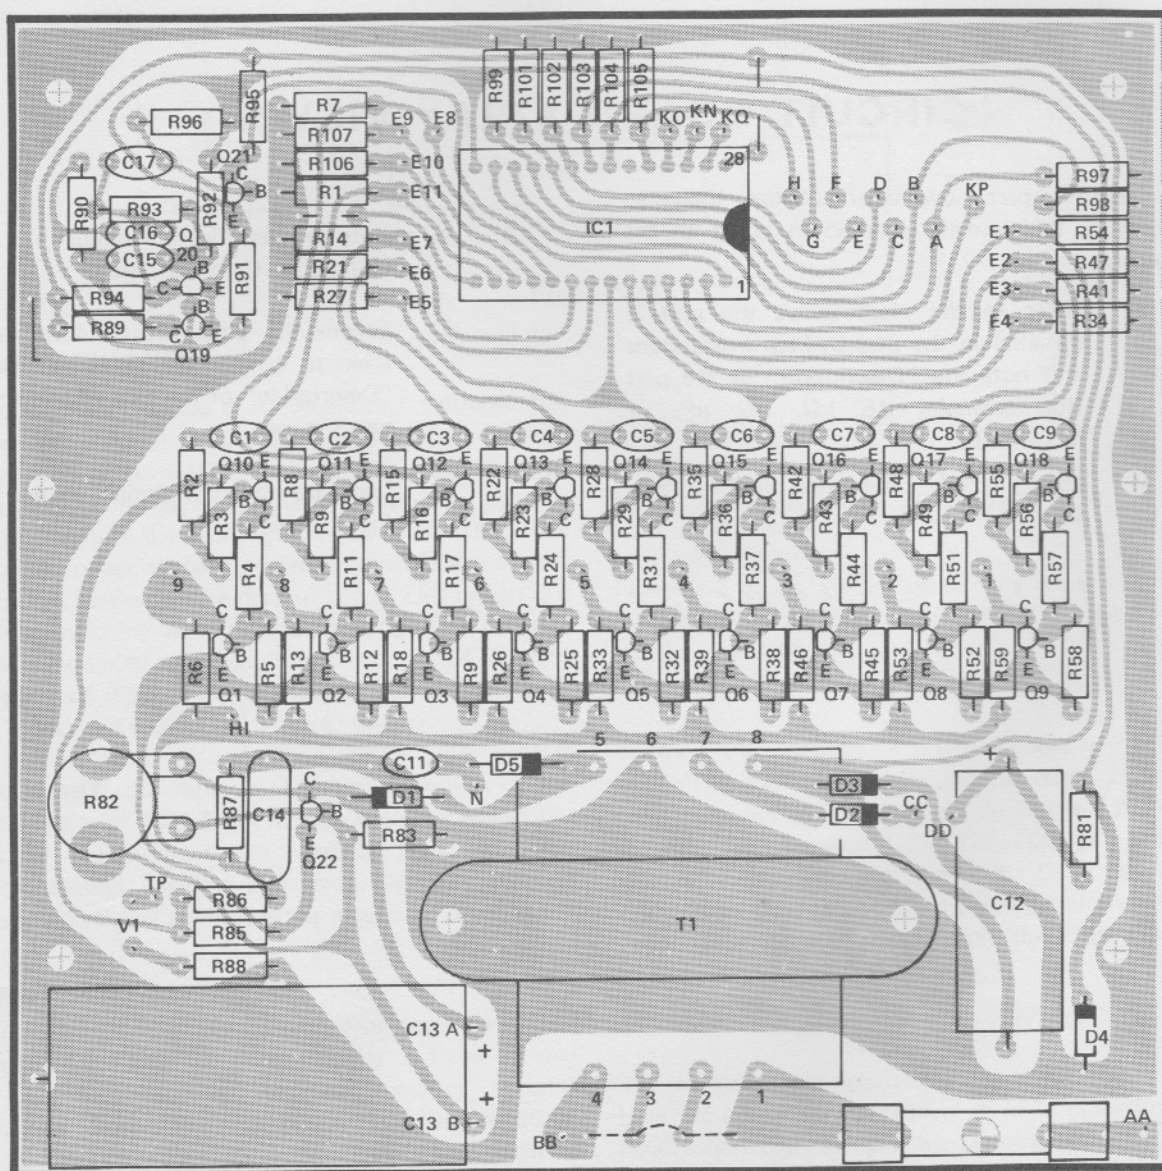 R99 R101 R102 R103 R104 R105
R95
R96
R7
R107
E9 E8
KO KN KQ
C17
Q21
C
R106
E10
28
R97
R90
R93
R92
B
E
R1
E11
H F D B KP
R98
C16
Q
20
IC1
G E C A
E1
R54
C15
R14
E7
R91
R21
E6
E2
R47
B
C E
R94
R27
E5
1
E3
R41
R89
B
C E
Q19
E4
R34
C1 C2 C3 C4 C5 C6 C7 C8 C9
Q10 E Q11 E Q12 E Q13 E Q14 E Q15 E Q16 E Q17 E Q18 E
R2 R8 R15 R22 R28 R35 R42 R48 R55
B B B B B B B B B
R3 R9 R16 R23 R29 R36 R43 R49 R56
C C C C C C C C C
R4 R11 R17 R24 R31 R37 R44 R51 R57
9 8 7 6 5 4 3 2 1
C C C C C C C C C
B B B B B B B B B
R6 R5 R13 R12 R18 R9 R26 R25 R33 R32 R39 R38 R46 R45 R53 R52 R59 R58
E E E E E E E E E
Q1 Q2 Q3 Q4 Q5 Q6 Q7 Q8 Q9
HI
5 6 7 8
+
C11
D5
R82
R87
C14
C
B
E
Q22
D1
N
D3
D2
CC
DD
R83
R81
TP
R86
V1
R85
R88
T1
C12
C13 A
+
D4
+
C13 B
4 3 2 1
BB
AA